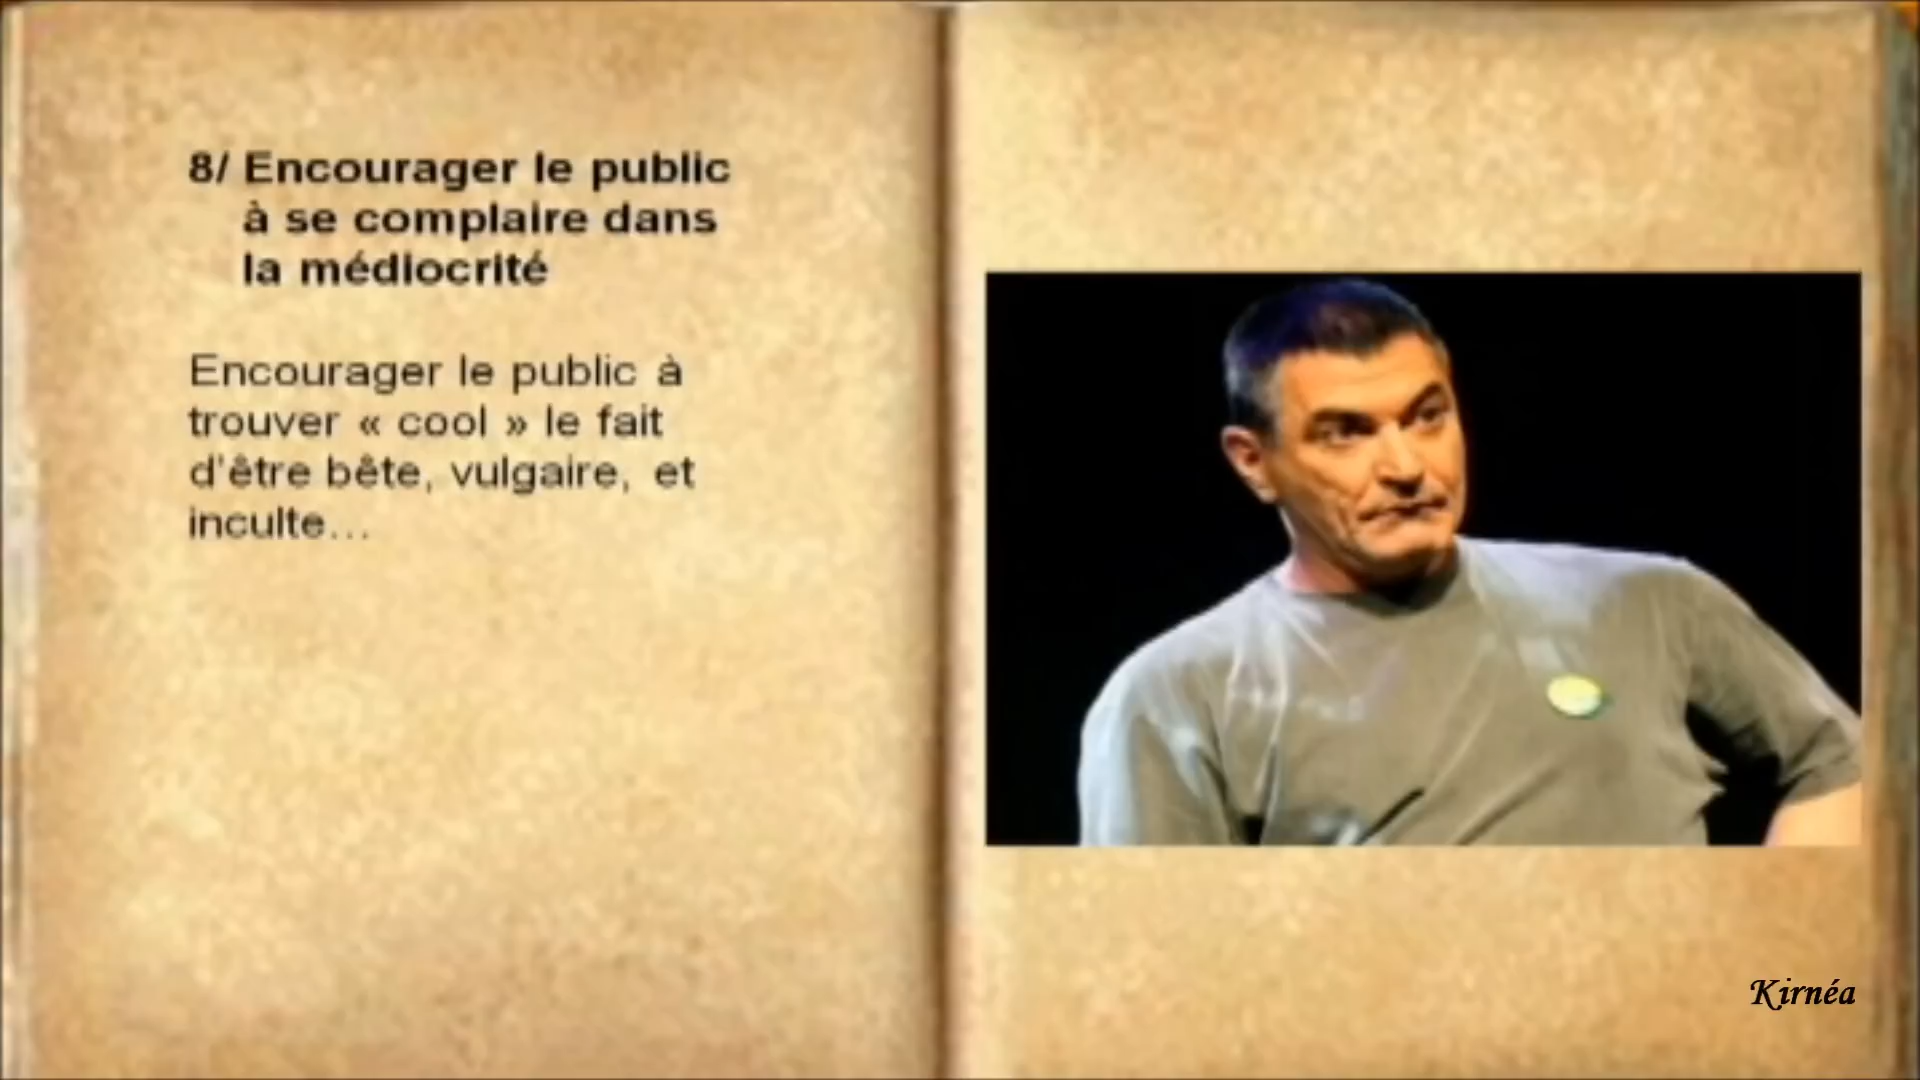 8/ Encourager le public
à se complaire dans
la médiocrité
Encourager le public à
trouver « cool » le fait
d'être bête, vulgaire, et
inculte...
Kirnéa